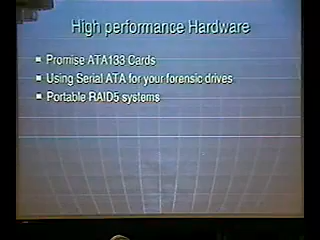 High performance Hardware
Promise ATA133 Cards
Using Serial ATA for your forensic drives
Portable RAID5 systems